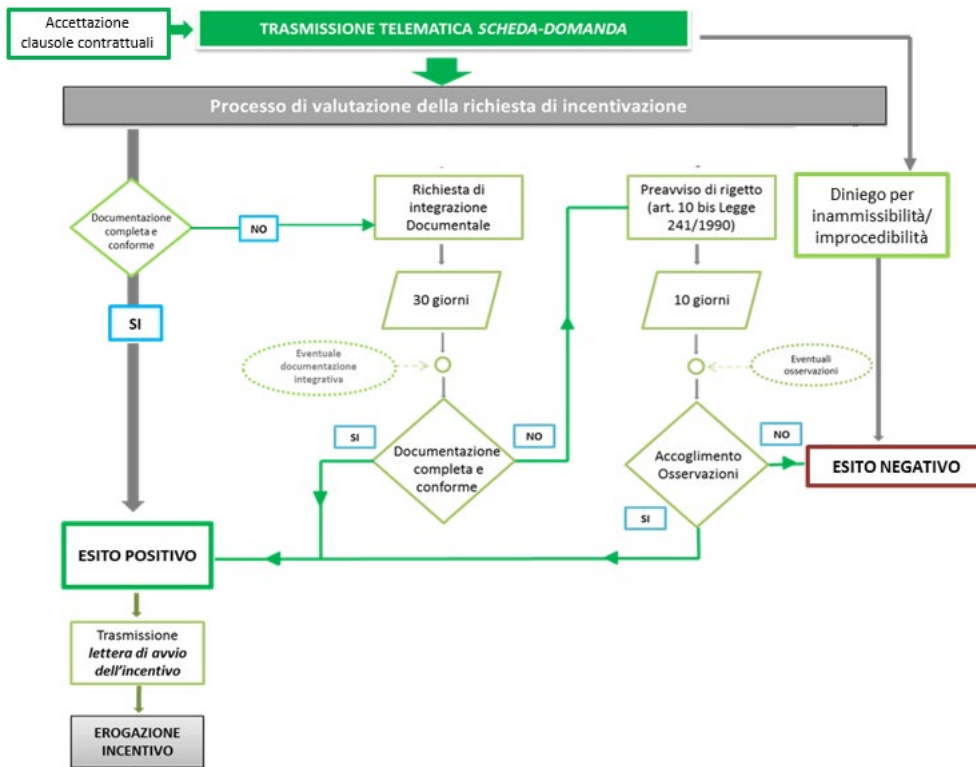 Accettazione
clausole contrattuali
TRASMISSIONE TELEMATICA SCHEDA-DOMANDA
Processo di valutazione della richiesta di incentivazione
Documentazione
completa e
conforme
NO
SI
Richiesta di
integrazione
Documentale
30 giorni
Eventuale
documentazione
integrativa
SI
Documentazione
completa e
conforme
NO
Preavviso di rigetto
(art. 10 bis Legge
241/1990)
10 giorni
Eventuali
osservazioni
Accoglimento
Osservazioni
NO
SI
Diniego per
inammissibilità/
improcedibilità
ESITO NEGATIVO
ESITO POSITIVO
Trasmissione
lettera di avvio
dell'incentivo
EROGAZIONE
INCENTIVO